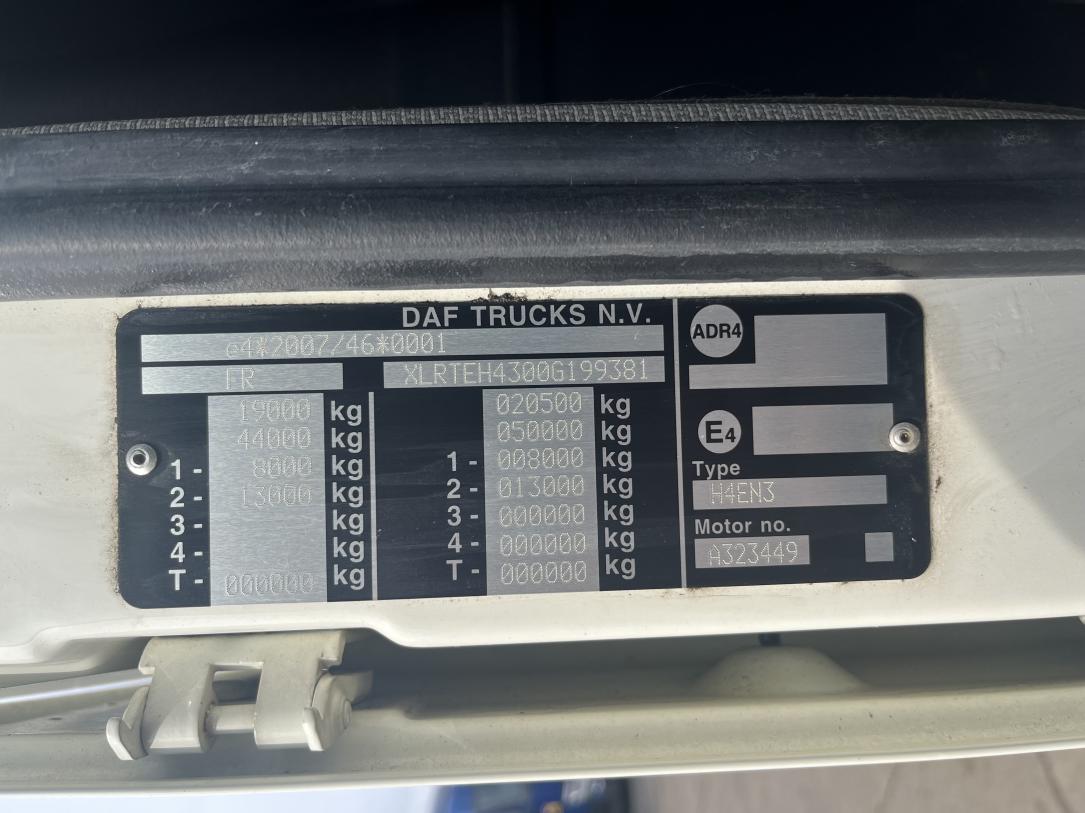 DAF TRUCKS N.V.
e4*2007/46*0001
FR XLRTEH4300G199381
19000 kg 020500 kg
44000 kg 050000 kg
1- 8000 kg 1- 008000 kg
2- 13000 kg 2- 013000 kg
3- kg 3- 000000 kg
4- kg 4- 000000 kg
T- 000000 kg T- 000000 kg
ADR4
E4
Type
H4EN3
Motor no.
A323449